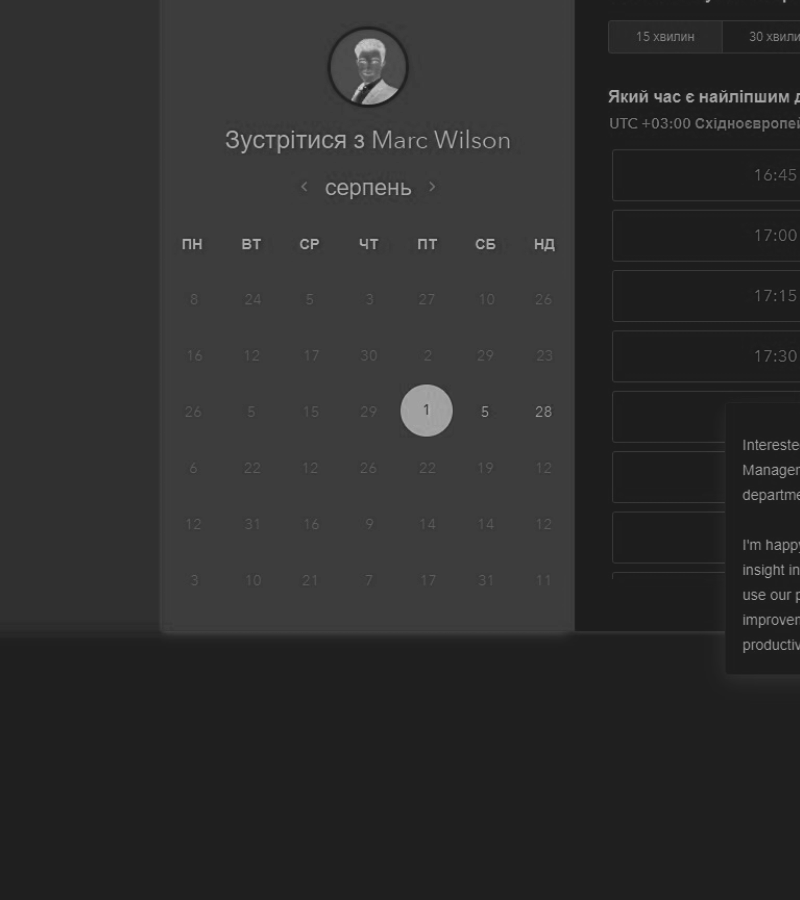 Зустрітися з Marc Wilson
‹ серпень ›
ПН ВТ СР ЧТ ПТ СБ НД
8 24 5 3 27 10 26
16 12 17 30 2 29 23
26 5 15 29 1 5 28
6 22 12 26 22 19 12
12 31 16 9 14 14 12
3 10 21 7 17 31 11
15 хвилин 30 хвили
Який час є найліпшим
UTC +03:00 Східноєвропей
16:45
17:00
17:15
17:30
Intereste
Manager
departme
I'm happy
insight in
use our p
improvem
productiv